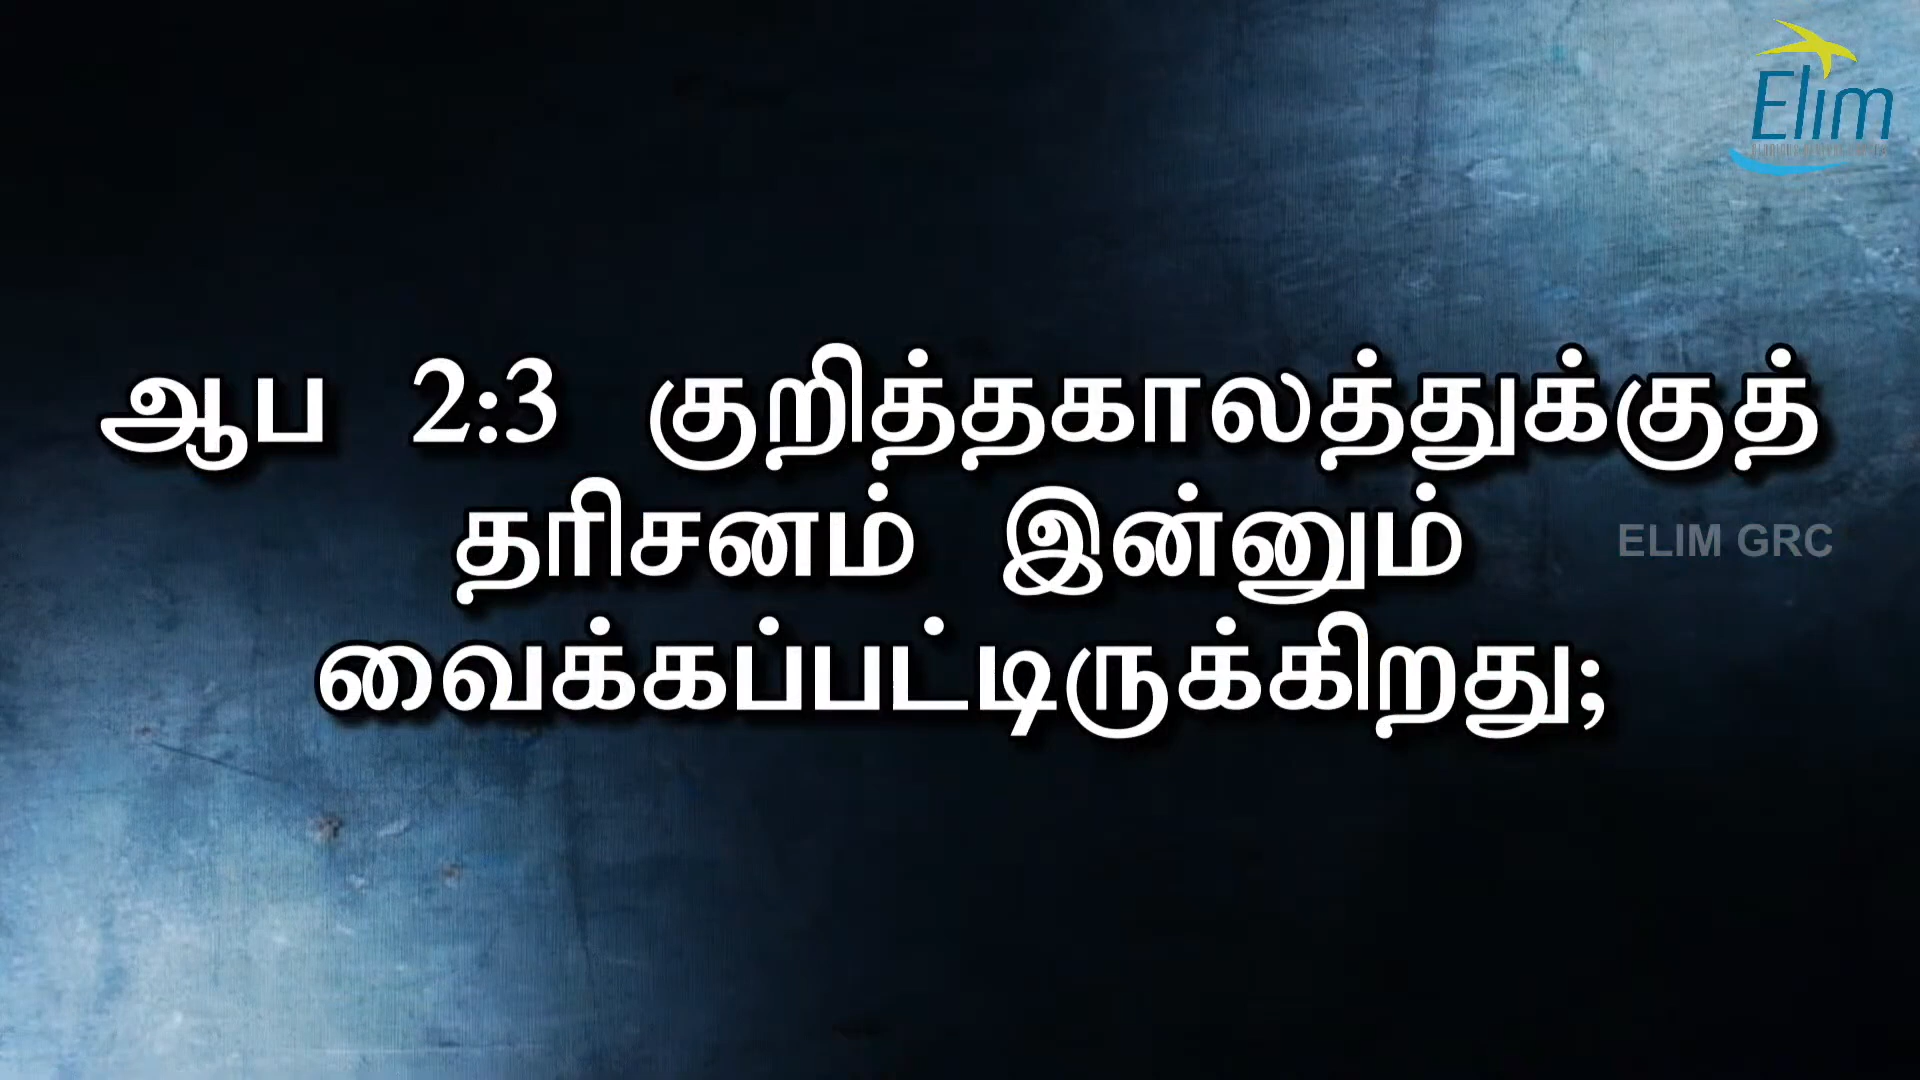 Elim
ஆப 2:3 குறித்தகாலத்துக்குத்
தரிசனம் இன்னும்
ELIM GRC
வைக்கப்பட்டிருக்கிறது;